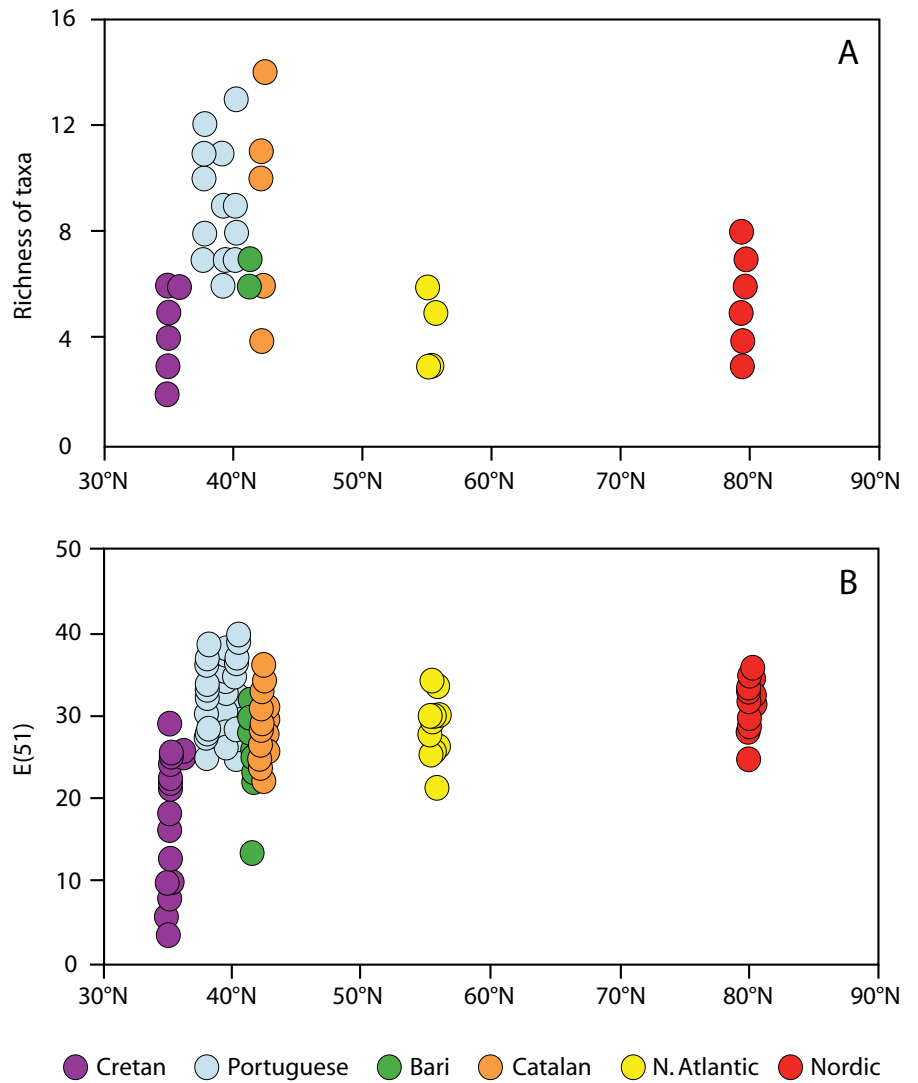 16
A
12
8
4
0
Richness of taxa
30°N 40°N 50°N 60°N 70°N 80°N 90°N
50
B
40
30
20
10
0
E(51)
30°N 40°N 50°N 60°N 70°N 80°N 90°N
Cretan Portuguese Bari Catalan N. Atlantic Nordic